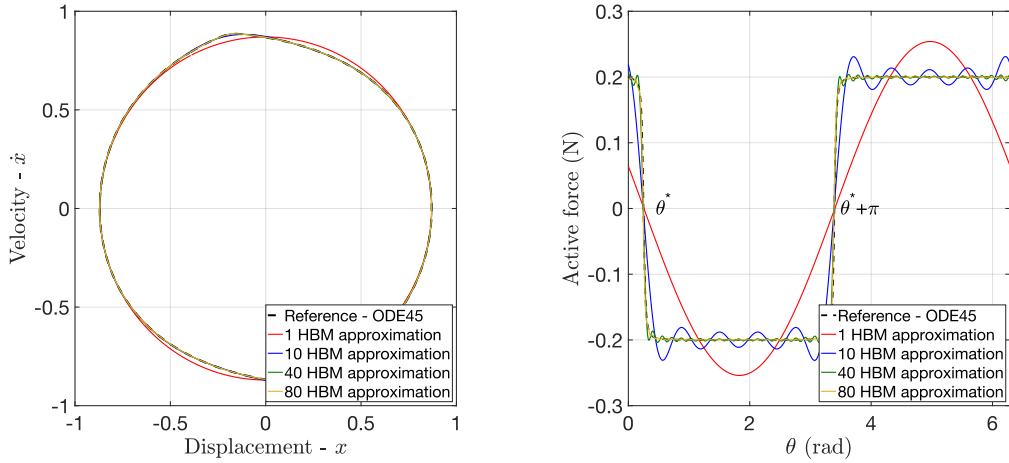 1
0.5
0
-0.5
-1
-1
-0.5
0
0.5
1
Velocity - ẋ
Displacement - x
Reference - ODE45
1 HBM approximation
10 HBM approximation
40 HBM approximation
80 HBM approximation
0.3
0.2
0.1
0
-0.1
-0.2
-0.3
0
2
4
6
Active force (N)
θ (rad)
θ*
θ*+π
Reference - ODE45
1 HBM approximation
10 HBM approximation
40 HBM approximation
80 HBM approximation